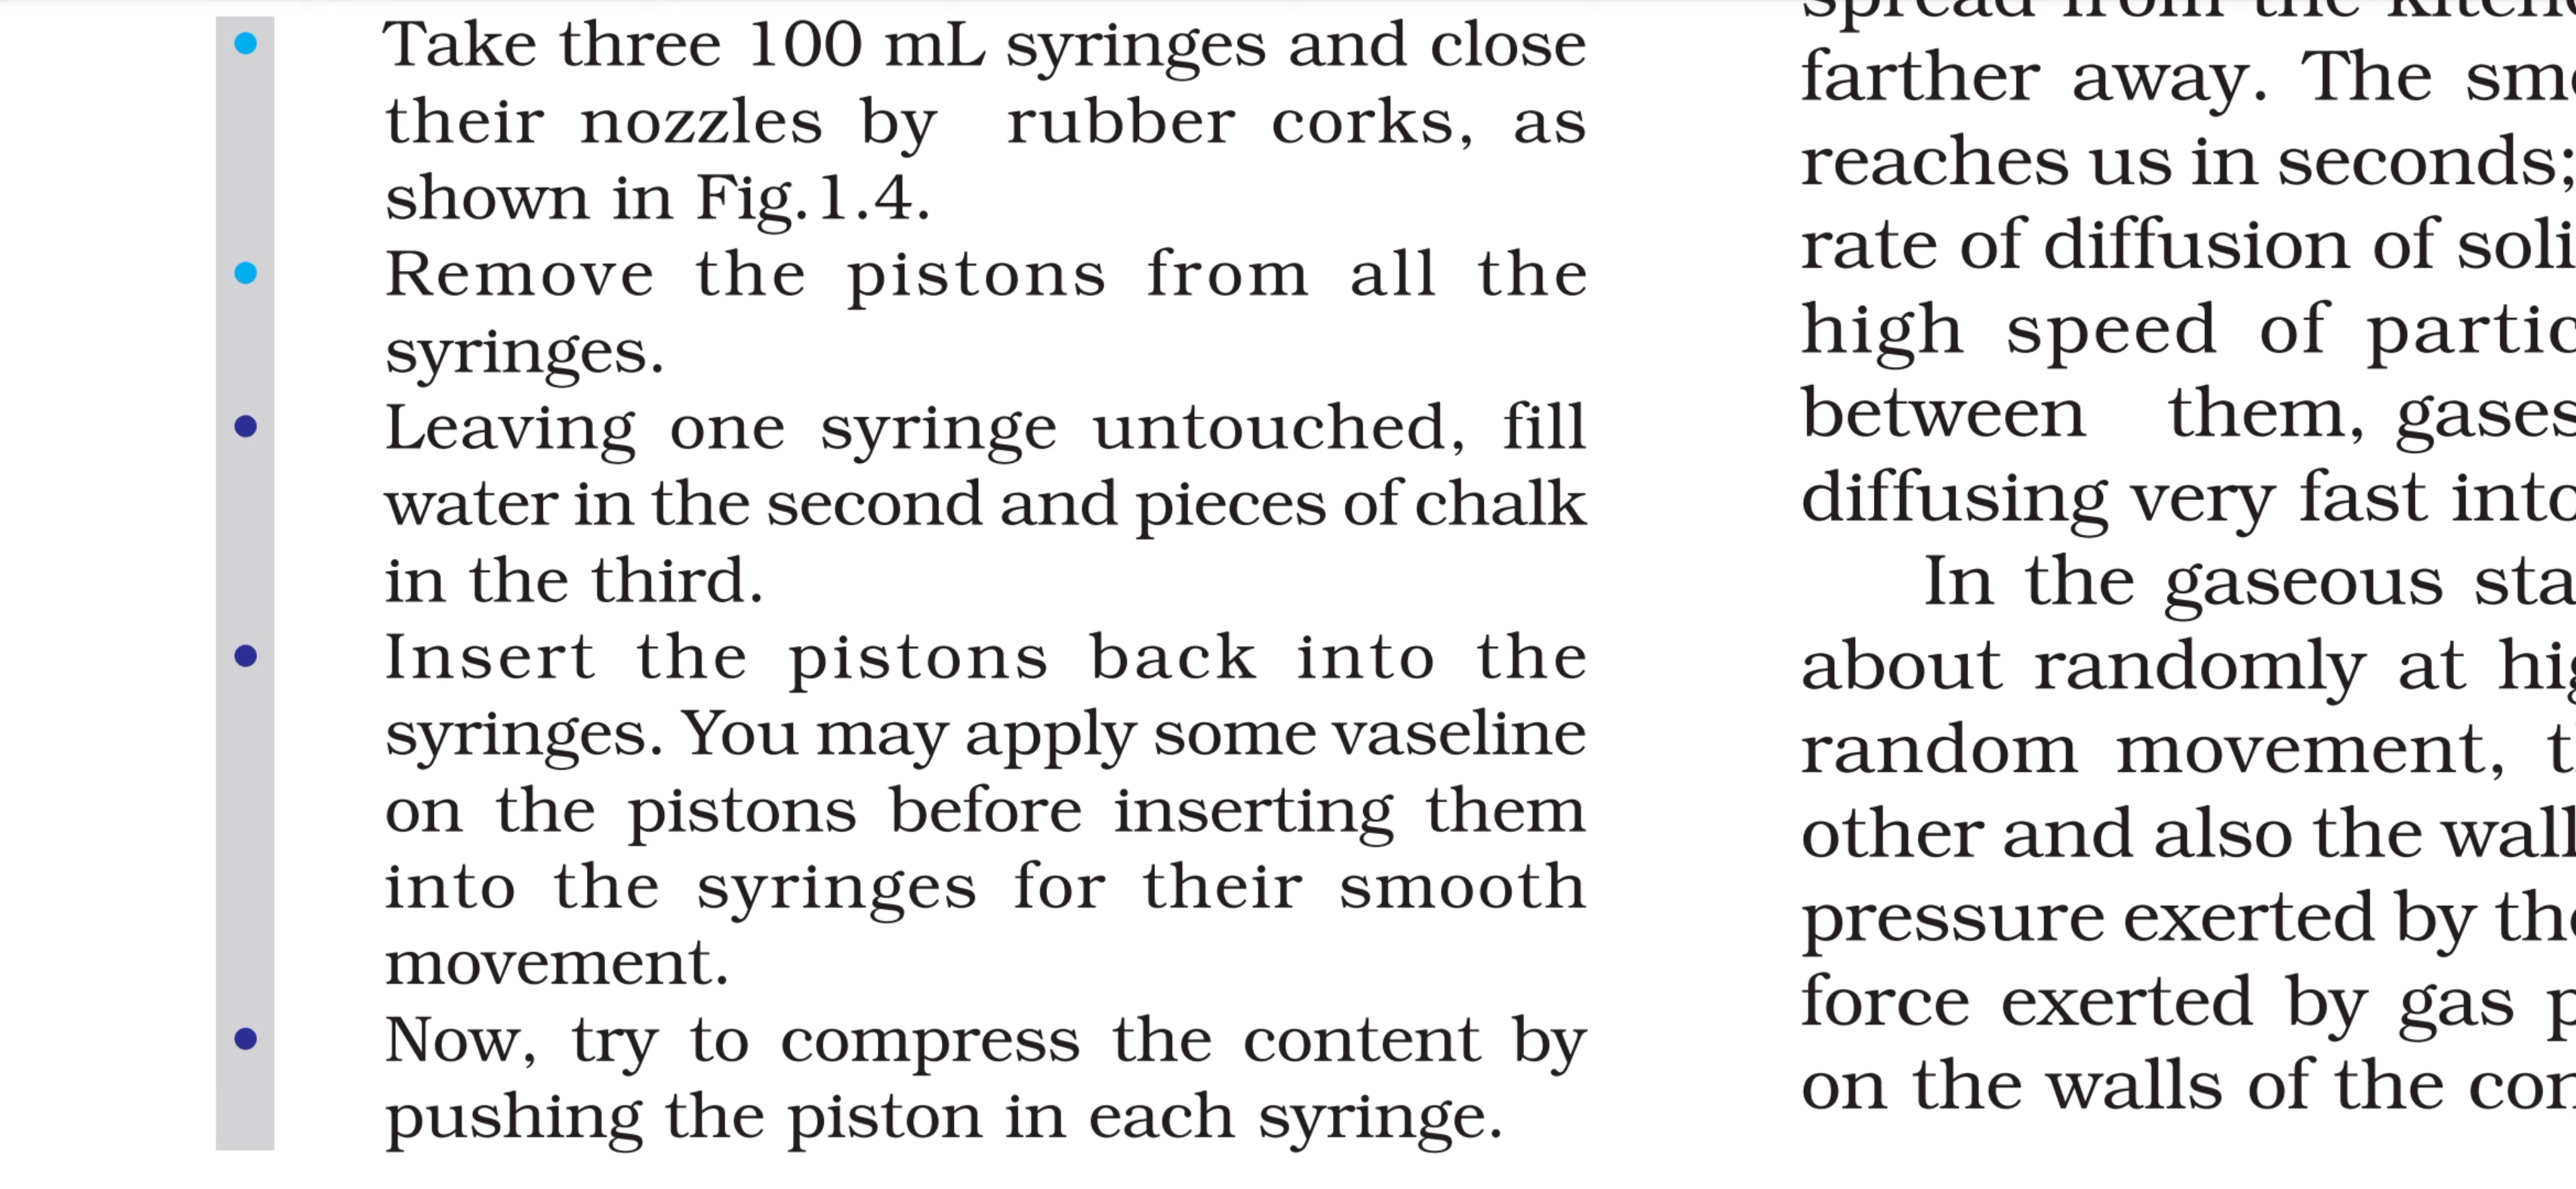 Take three 100 mL syringes and close
their nozzles by rubber corks, as
shown in Fig.1.4.
Remove the pistons from all the
syringes.
Leaving one syringe untouched, fill
water in the second and pieces of chalk
in the third.
Insert the pistons back into the
syringes. You may apply some vaseline
on the pistons before inserting them
into the syringes for their smooth
movement.
Now, try to compress the content by
pushing the piston in each syringe.
spread from the
farther away. The
reaches us in seconds;
rate of diffusion of
high speed of
between them, gases
diffusing very fast into
In the gaseous
about randomly at
random movement,
other and also the
pressure exerted by
force exerted by gas
on the walls of the